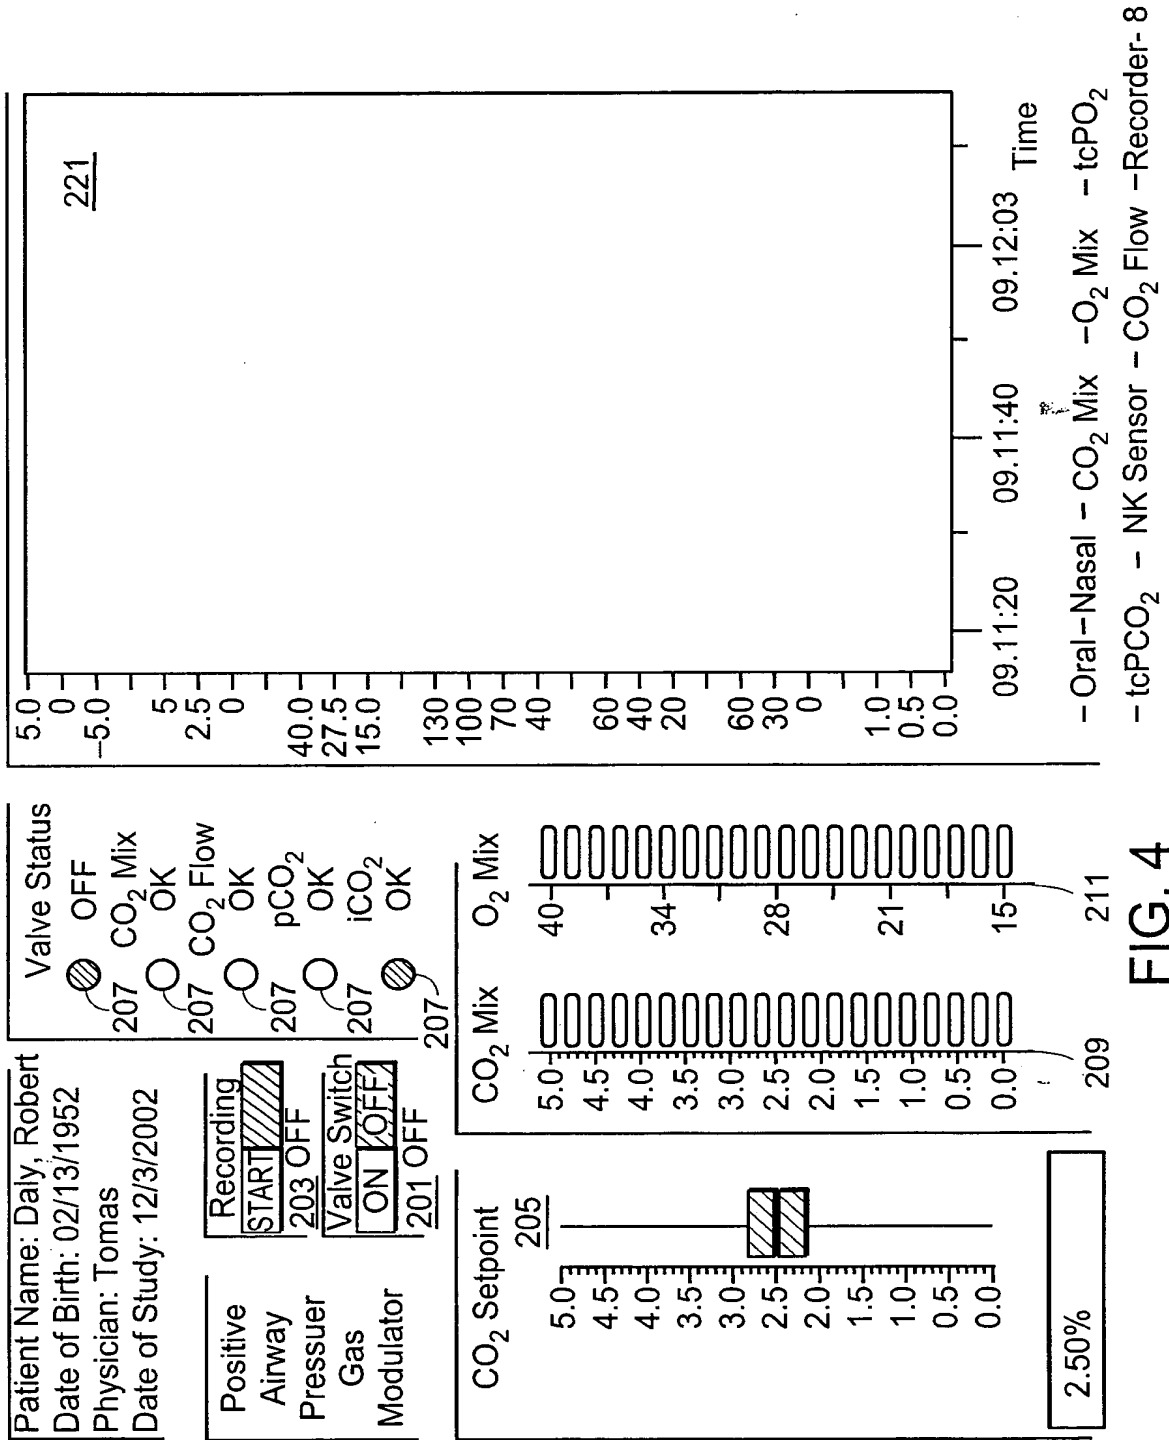 Patient Name: Daly, Robert
Date of Birth: 02/13/1952
Physician: Tomas
Date of Study: 12/3/2002
Positive
Airway
Pressuer
Gas
Modulator
Recording
START
203 OFF
Valve Switch
ON OFF
201 OFF
Valve Status
OFF
207
CO₂ Mix
OK
207
CO₂ Flow
OK
207
pCO₂
OK
207
iCO₂
OK
207
CO₂ Setpoint
205
5.0
4.5
4.0
3.5
3.0
2.5
2.0
1.5
1.0
0.5
0.0
2.50%
CO₂ Mix
5.0
4.5
4.0
3.5
3.0
2.5
2.0
1.5
1.0
0.5
0.0
209
O₂ Mix
40
34
28
21
15
211
221
5.0
0
–5.0
5
2.5
0
40.0
27.5
15.0
130
100
70
40
60
40
20
60
30
0
1.0
0.5
0.0
09.11:20 09.11:40 09.12:03
Time
– Oral–Nasal – CO₂ Mix –O₂ Mix – tcPO₂
– tcPCO₂ – NK Sensor – CO₂ Flow –Recorder- 8
FIG. 4